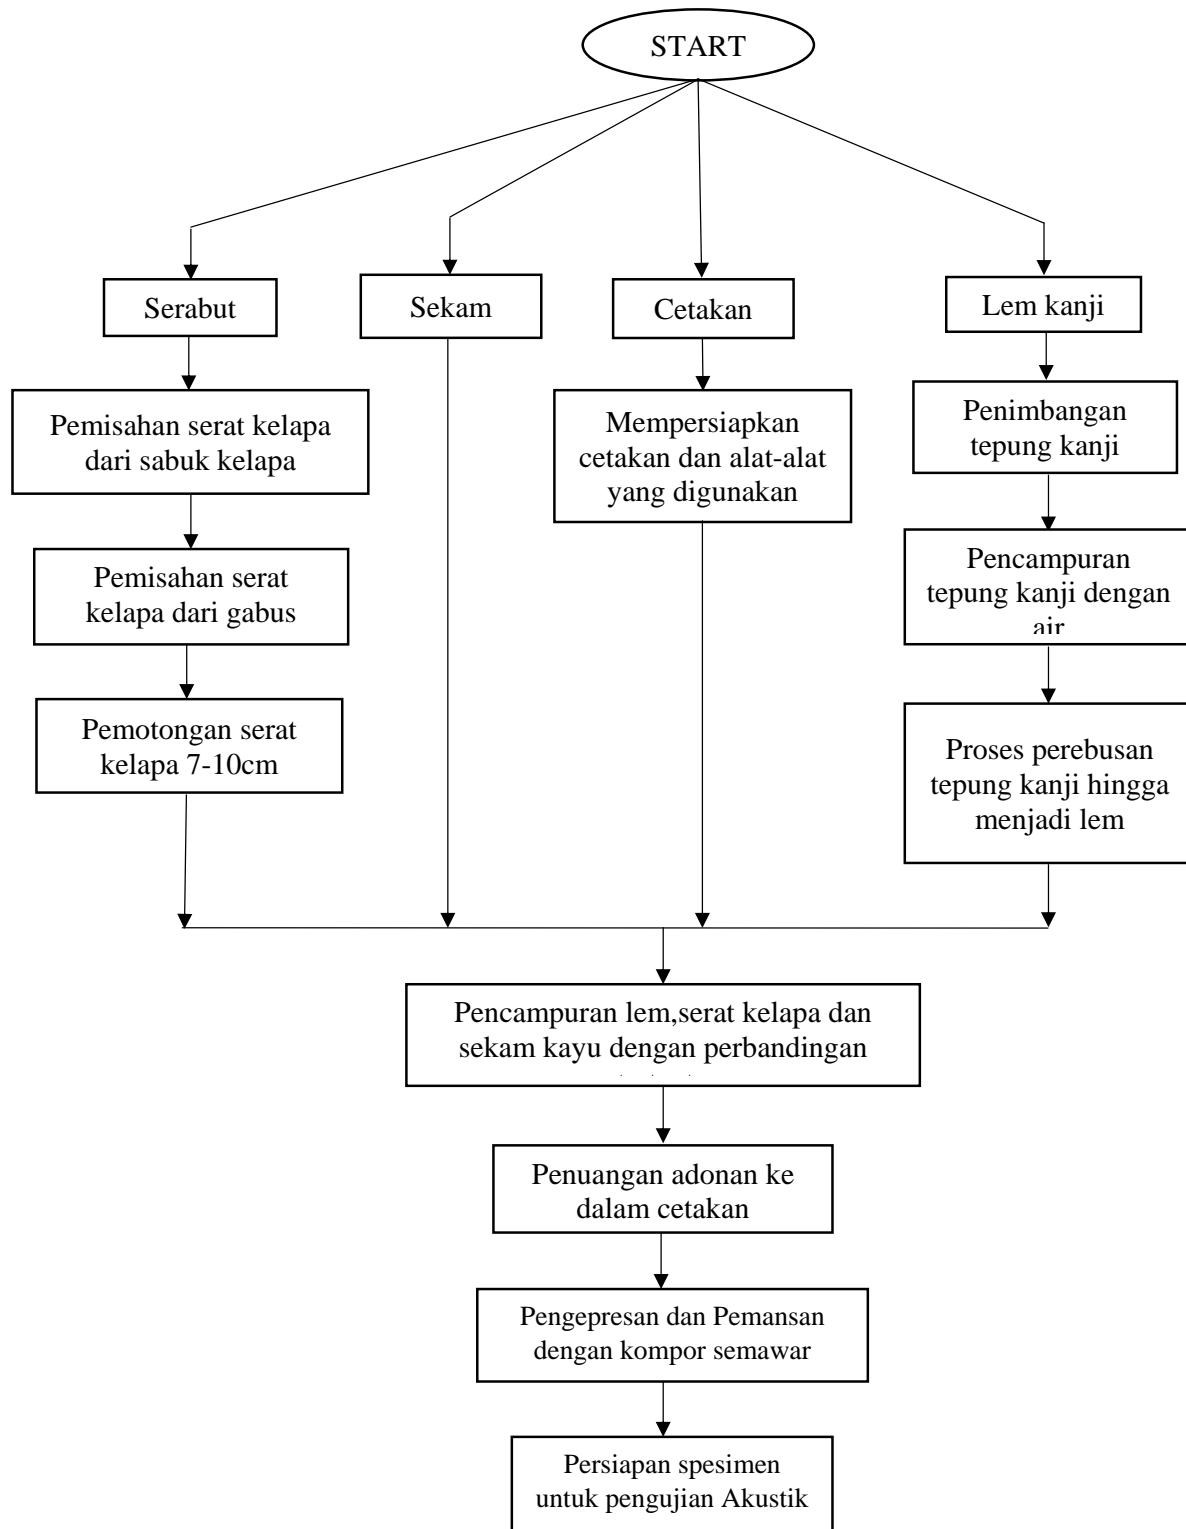 START
Serabut
Sekam
Cetakan
Lem kanji
Pemisahan serat kelapa
dari sabuk kelapa
Mempersiapkan
cetakan dan alat-alat
yang digunakan
Penimbangan
tepung kanji
Pemisahan serat
kelapa dari gabus
Pencampuran
tepung kanji dengan
air
Pemotongan serat
kelapa 7-10cm
Proses perebusan
tepung kanji hingga
menjadi lem
Pencampuran lem,serat kelapa dan
sekam kayu dengan perbandingan
Penuangan adonan ke
dalam cetakan
Pengepresan dan Pemansan
dengan kompor semawar
Persiapan spesimen
untuk pengujian Akustik